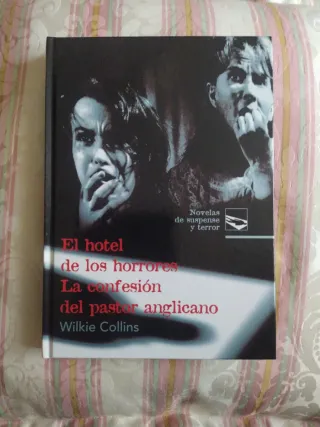 Novelas
de suspense
y terror
El hotel
de los horrores
La confesión
del pastor anglicano
Wilkie Collins